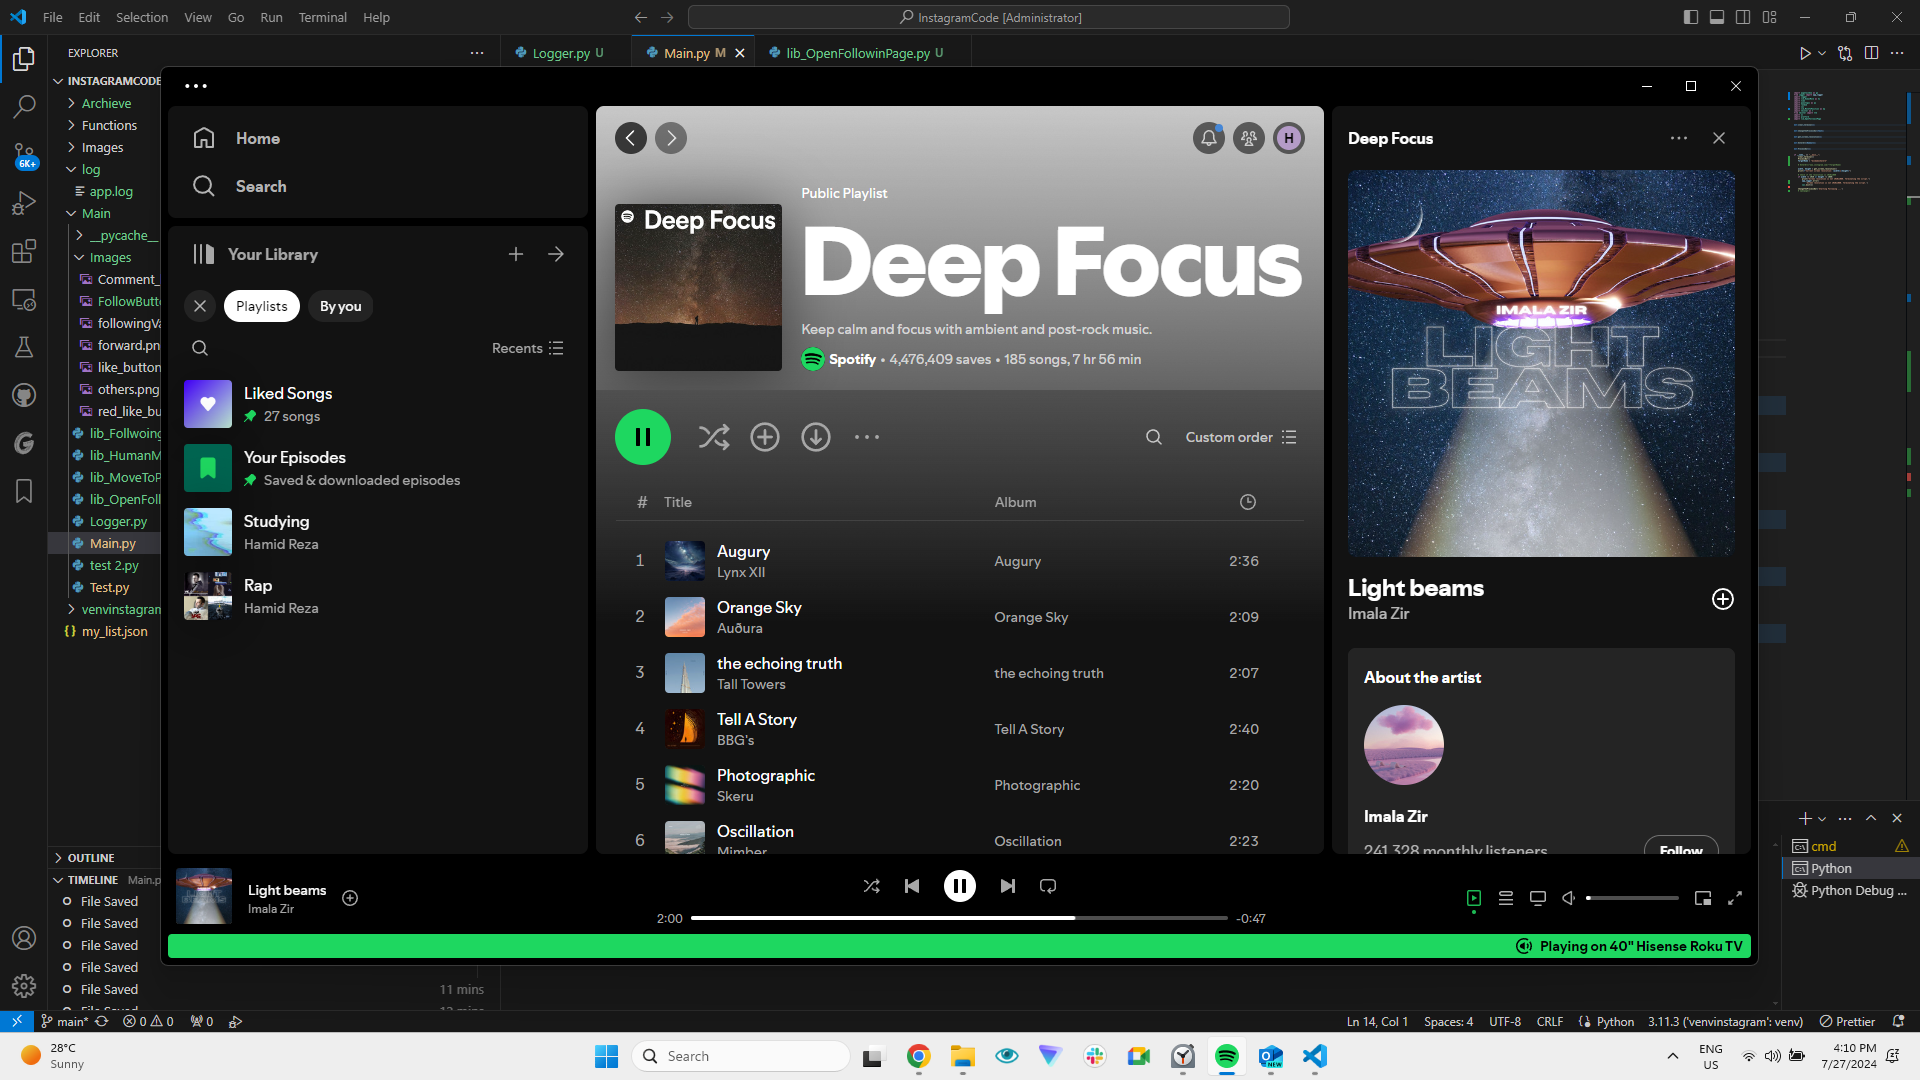 File Edit Selection View Go Run Terminal Help
InstagramCode [Administrator]
EXPLORER
Logger.py U
Main.py M
lib_OpenFollowinPage.py U
INSTAGRAMCODE
Archieve
Functions
Images
log
app.log
Main
__pycache__
Images
Comment_
FollowButt
followingVa
forward.pn
like_button
others.png
red_like_bu
lib_Follwoing
lib_HumanM
lib_MoveToP
lib_OpenFoll
Logger.py
Main.py
test 2.py
Test.py
venvinstagram
my_list.json
6K+
OUTLINE
TIMELINE Main.p
File Saved
File Saved
File Saved
File Saved
File Saved
11 mins
Home
Search
Your Library
Playlists
By you
Recents
Liked Songs
27 songs
Your Episodes
Saved & downloaded episodes
Studying
Hamid Reza
Rap
Hamid Reza
H
Deep Focus
Public Playlist
Deep Focus
Keep calm and focus with ambient and post-rock music.
Spotify • 4,476,409 saves • 185 songs, 7 hr 56 min
Custom order
# Title Album
1 Augury Augury 2:36
Lynx XII
2 Orange Sky Orange Sky 2:09
Auðura
3 the echoing truth the echoing truth 2:07
Tall Towers
4 Tell A Story Tell A Story 2:40
BBG's
5 Photographic Photographic 2:20
Skeru
6 Oscillation Oscillation 2:23
Mimber
Deep Focus
IMALA ZIR
LIGHT
BEAMS
Light beams
Imala Zir
About the artist
Imala Zir
241,328 monthly listeners
Follow
Light beams
Imala Zir
2:00
-0:47
Playing on 40" Hisense Roku TV
cmd
Python
Python Debug ...
main* 0 0 0
Ln 14, Col 1 Spaces: 4 UTF-8 CRLF Python 3.11.3 ('venvinstagram': venv) Prettier
28°C
Sunny
Search
NEW
ENG
US
4:10 PM
7/27/2024